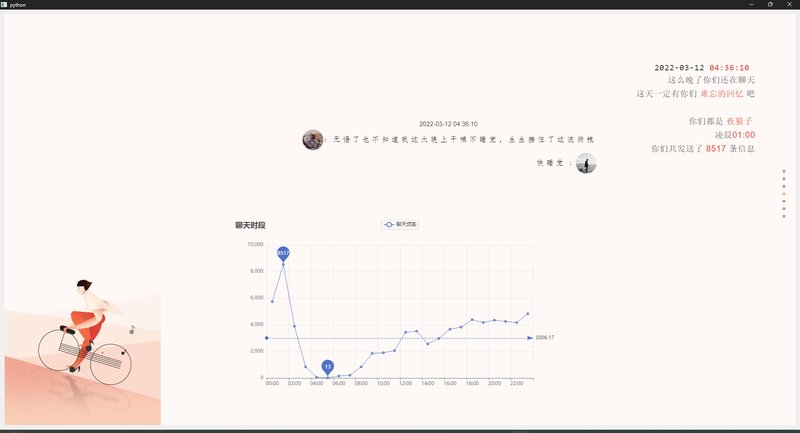 python
2022-03-12 04:36:10
这么晚了你们还在聊天
这天一定有你们 难忘的回忆 吧
你们都是 夜猫子
凌晨01:00
你们共发送了 8517 条信息
2022-03-12 04:36:10
：无语了也不知道我这大晚上干嘛不睡觉，生生接住了这波狗粮
快睡觉：
聊天时段
聊天频率
10,000
8,000
6,000
4,000
2,000
0
8517
13
3006.17
00:00 02:00 04:00 06:00 08:00 10:00 12:00 14:00 16:00 18:00 20:00 22:00